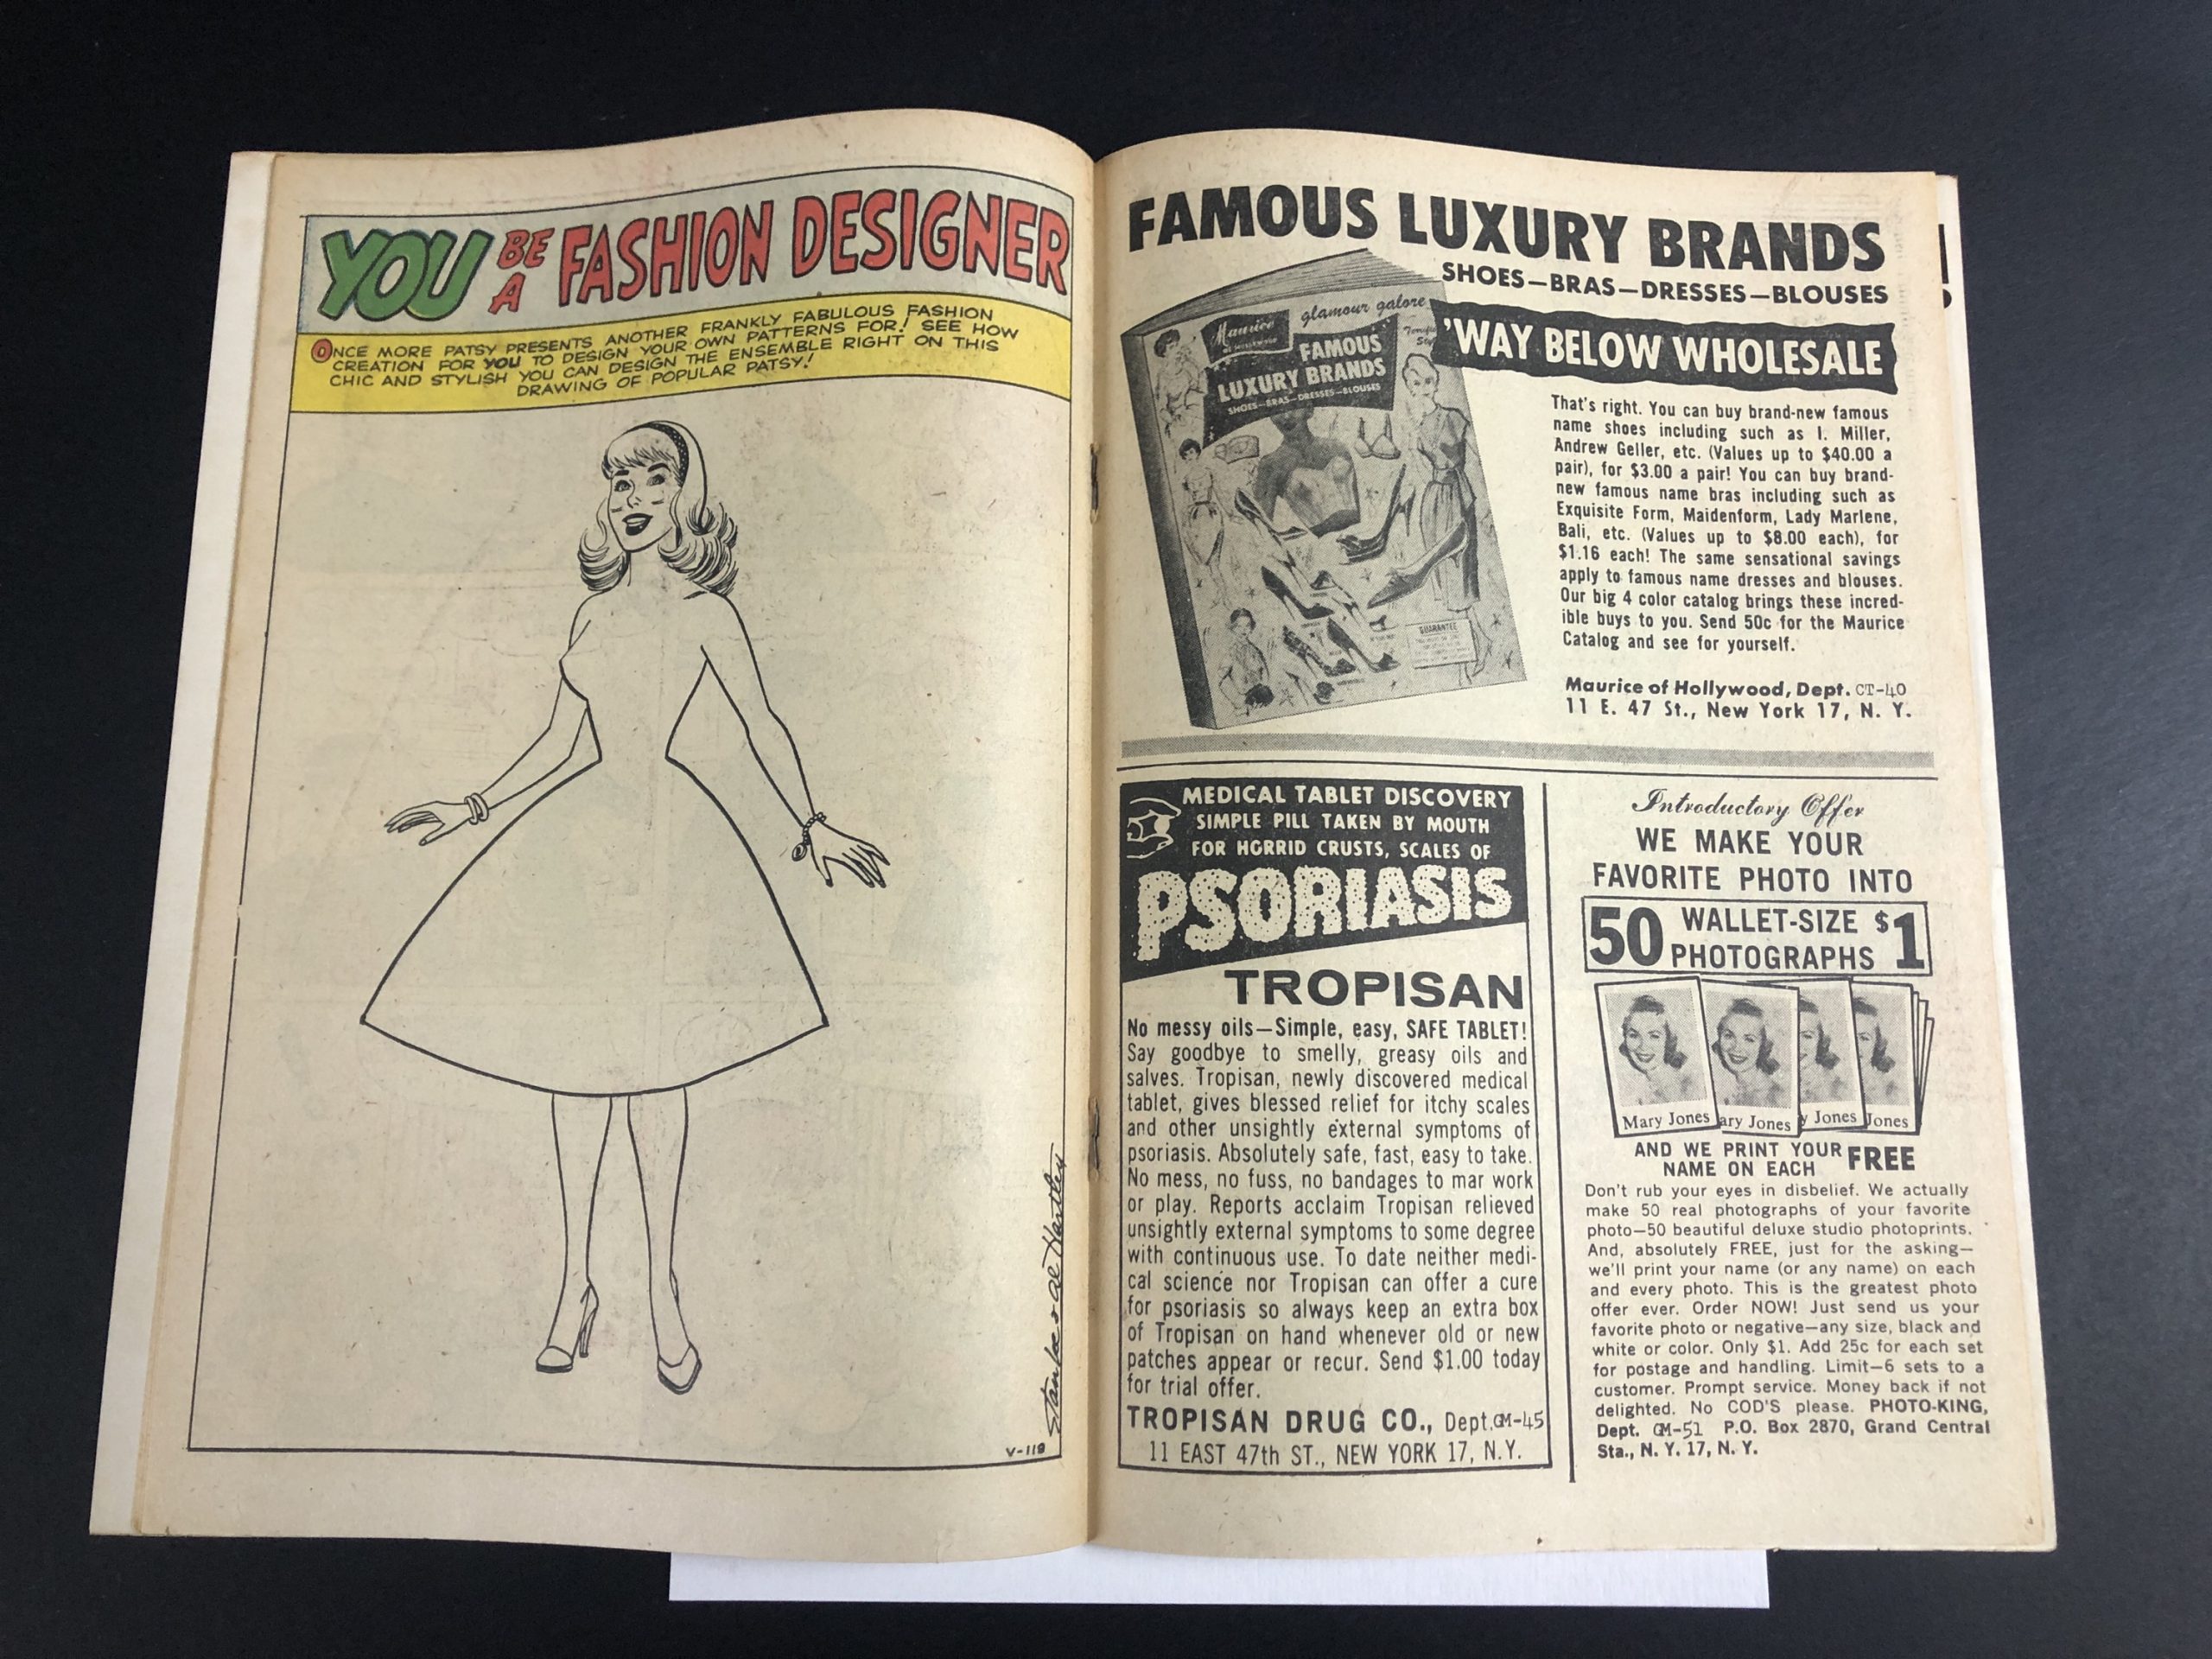 YOU BE A FASHION DESIGNER
ONCE MORE PATSY PRESENTS ANOTHER FRANKLY FABULOUS FASHION
CREATION FOR YOU TO DESIGN YOUR OWN PATTERNS FOR! SEE HOW
CHIC AND STYLISH YOU CAN DESIGN THE ENSEMBLE RIGHT ON THIS
DRAWING OF POPULAR PATSY!
Stan Lee & Al Hartley
V-118
FAMOUS LUXURY BRANDS
SHOES—BRAS—DRESSES—BLOUSES
'WAY BELOW WHOLESALE
Maurice
glamour galore
FAMOUS
LUXURY BRANDS
SHOES—BRAS—DRESSES—BLOUSES
GUARANTEE
That's right. You can buy brand-new famous
name shoes including such as I. Miller,
Andrew Geller, etc. (Values up to $40.00 a
pair), for $3.00 a pair! You can buy brand-
new famous name bras including such as
Exquisite Form, Maidenform, Lady Marlene,
Bali, etc. (Values up to $8.00 each), for
$1.16 each! The same sensational savings
apply to famous name dresses and blouses.
Our big 4 color catalog brings these incred-
ible buys to you. Send 50c for the Maurice
Catalog and see for yourself.
Maurice of Hollywood, Dept. CT-40
11 E. 47 St., New York 17, N. Y.
MEDICAL TABLET DISCOVERY
SIMPLE PILL TAKEN BY MOUTH
FOR HORRID CRUSTS, SCALES OF
PSORIASIS
TROPISAN
No messy oils—Simple, easy, SAFE TABLET!
Say goodbye to smelly, greasy oils and
salves. Tropisan, newly discovered medical
tablet, gives blessed relief for itchy scales
and other unsightly external symptoms of
psoriasis. Absolutely safe, fast, easy to take.
No mess, no fuss, no bandages to mar work
or play. Reports acclaim Tropisan relieved
unsightly external symptoms to some degree
with continuous use. To date neither medi-
cal science nor Tropisan can offer a cure
for psoriasis so always keep an extra box
of Tropisan on hand whenever old or new
patches appear or recur. Send $1.00 today
for trial offer.
TROPISAN DRUG CO., Dept. GM-45
11 EAST 47th ST., NEW YORK 17, N.Y.
Introductory Offer
WE MAKE YOUR
FAVORITE PHOTO INTO
50 WALLET-SIZE PHOTOGRAPHS $1
Mary Jones ary Jones y Jones Jones
AND WE PRINT YOUR
NAME ON EACH FREE
Don't rub your eyes in disbelief. We actually
make 50 real photographs of your favorite
photo—50 beautiful deluxe studio photoprints.
And, absolutely FREE, just for the asking—
we'll print your name (or any name) on each
and every photo. This is the greatest photo
offer ever. Order NOW! Just send us your
favorite photo or negative—any size, black and
white or color. Only $1. Add 25c for each set
for postage and handling. Limit—6 sets to a
customer. Prompt service. Money back if not
delighted. No COD'S please. PHOTO-KING,
Dept. GM-51 P.O. Box 2870, Grand Central
Sta., N. Y. 17, N. Y.